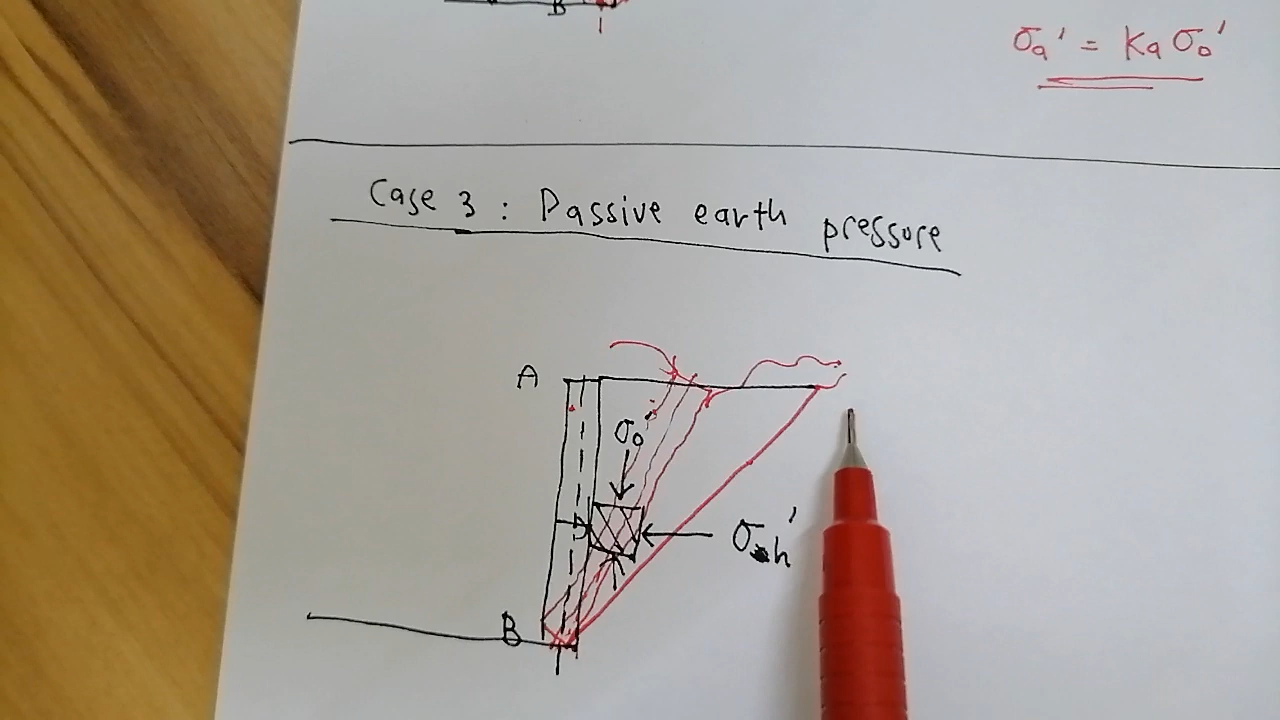 B
σa' = Ka σo'
Case 3 : Passive earth pressure
A
σo'
σh'
B